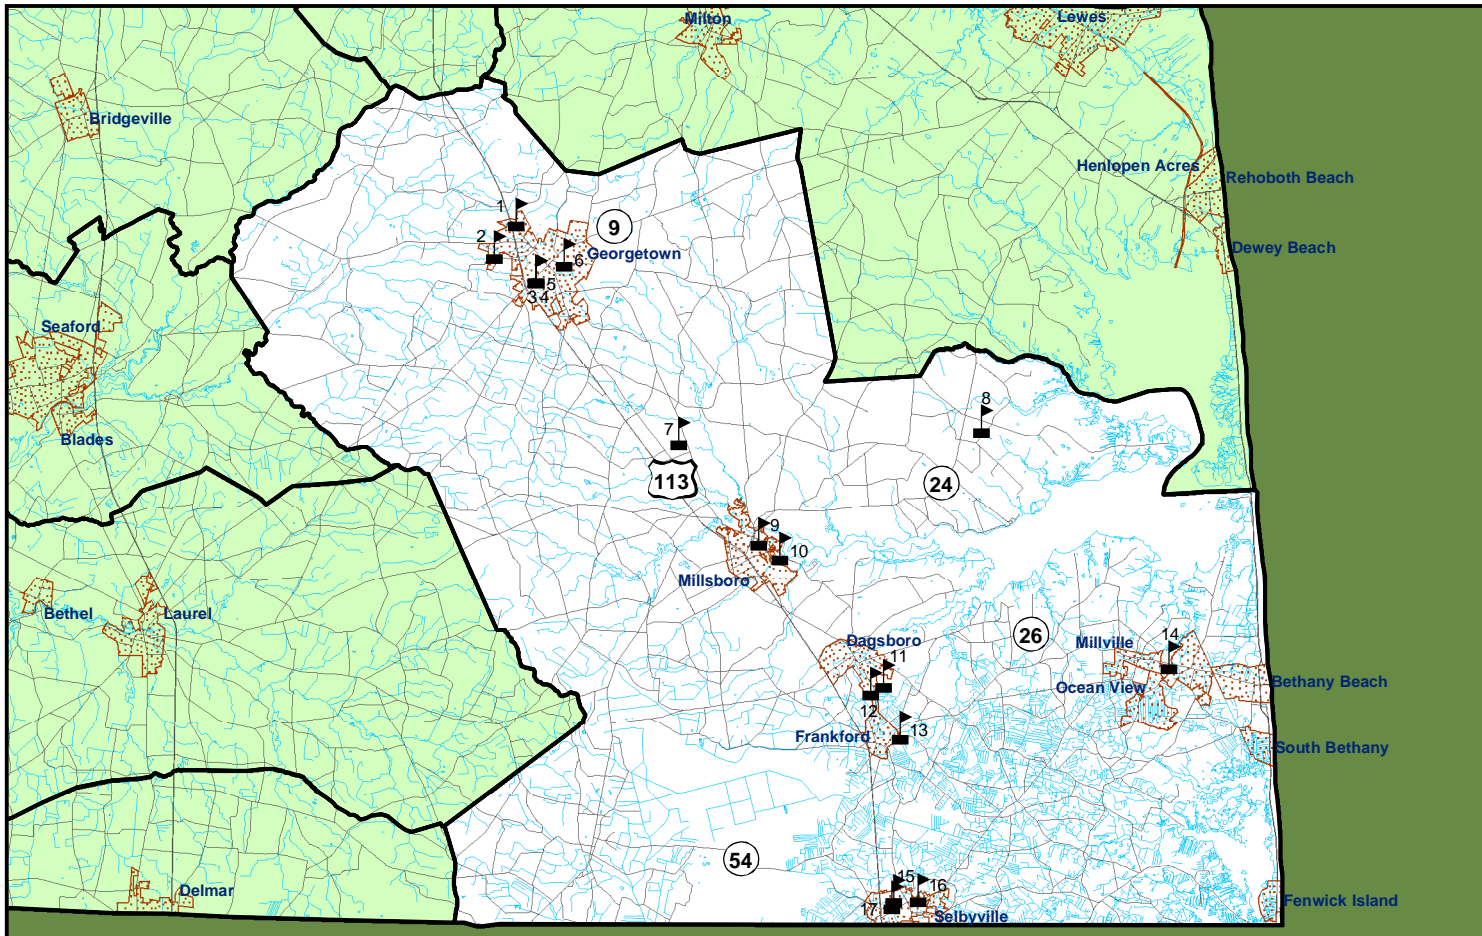 Milton
Lewes
Bridgeville
Henlopen Acres
Rehoboth Beach
1
9
2
Georgetown
Dewey Beach
6
5
3 4
Seaford
8
7
Blades
113
24
9
10
Millsboro
Bethel
Laurel
26
Dagsboro
Millville
14
11
Ocean View
Bethany Beach
12
13
Frankford
South Bethany
54
15
16
Delmar
17
Selbyville
Fenwick Island